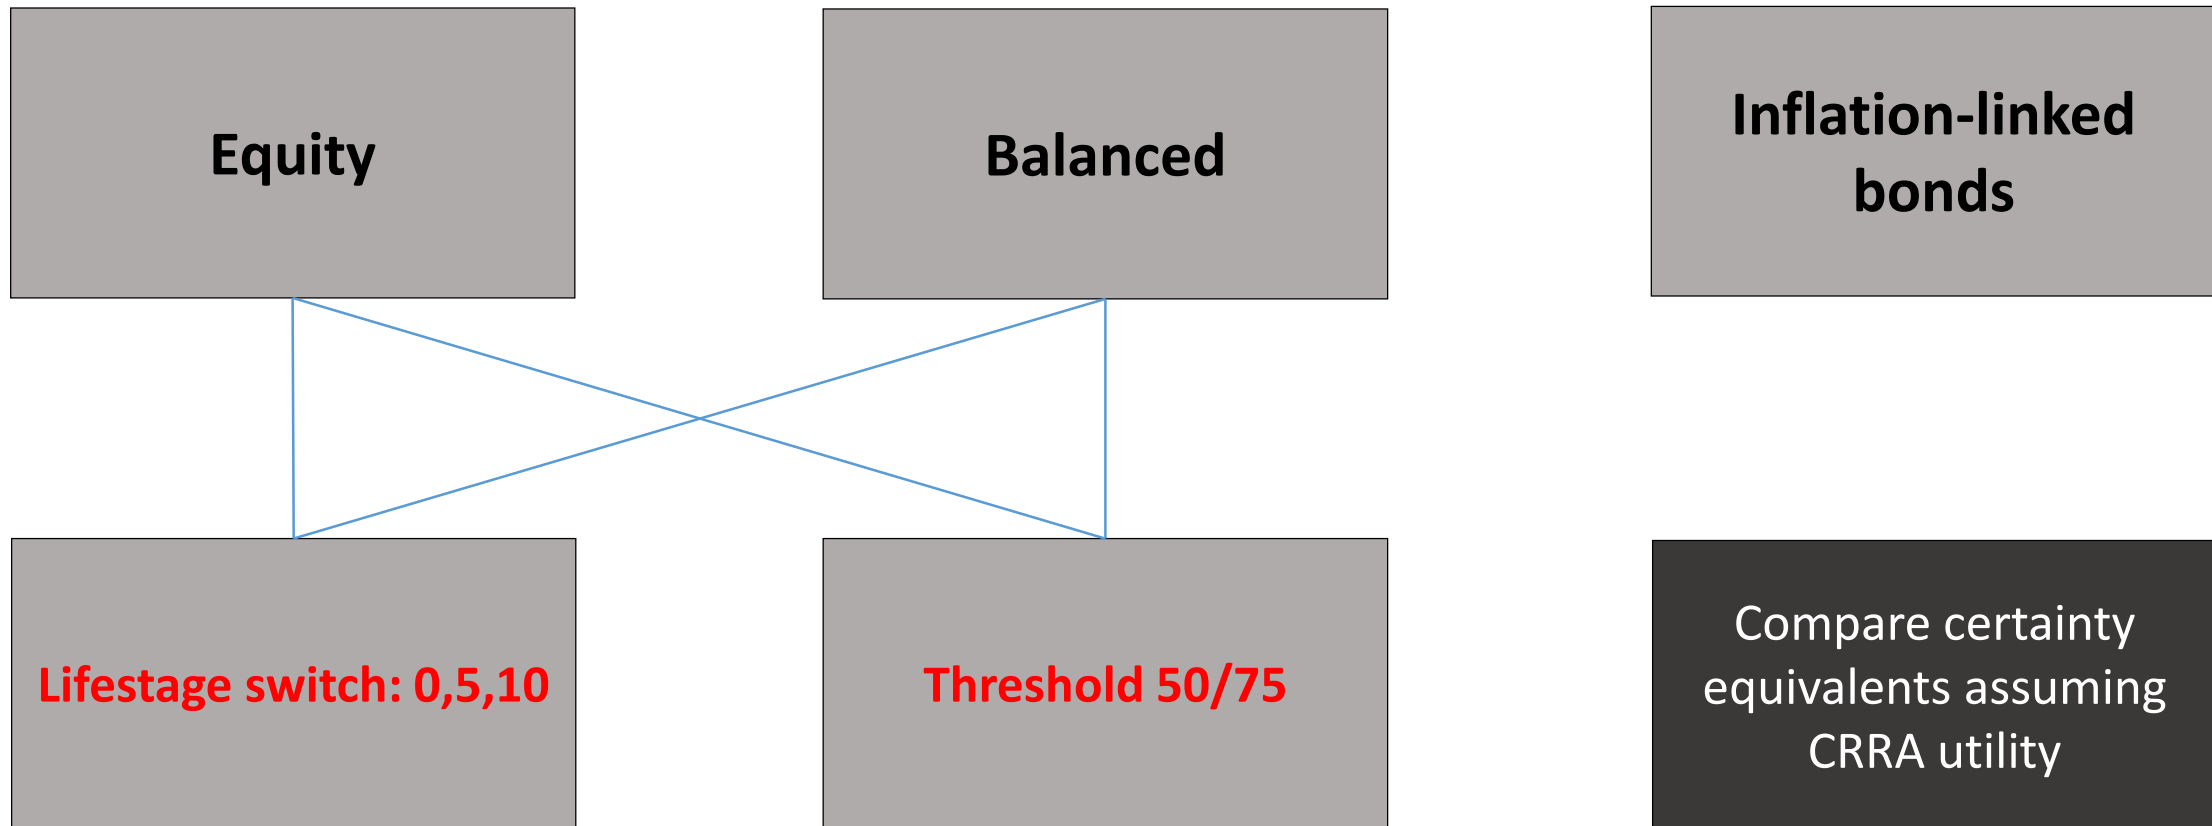 Equity
Balanced
Inflation-linked
bonds
Lifestage switch: 0,5,10
Threshold 50/75
Compare certainty
equivalents assuming
CRRA utility